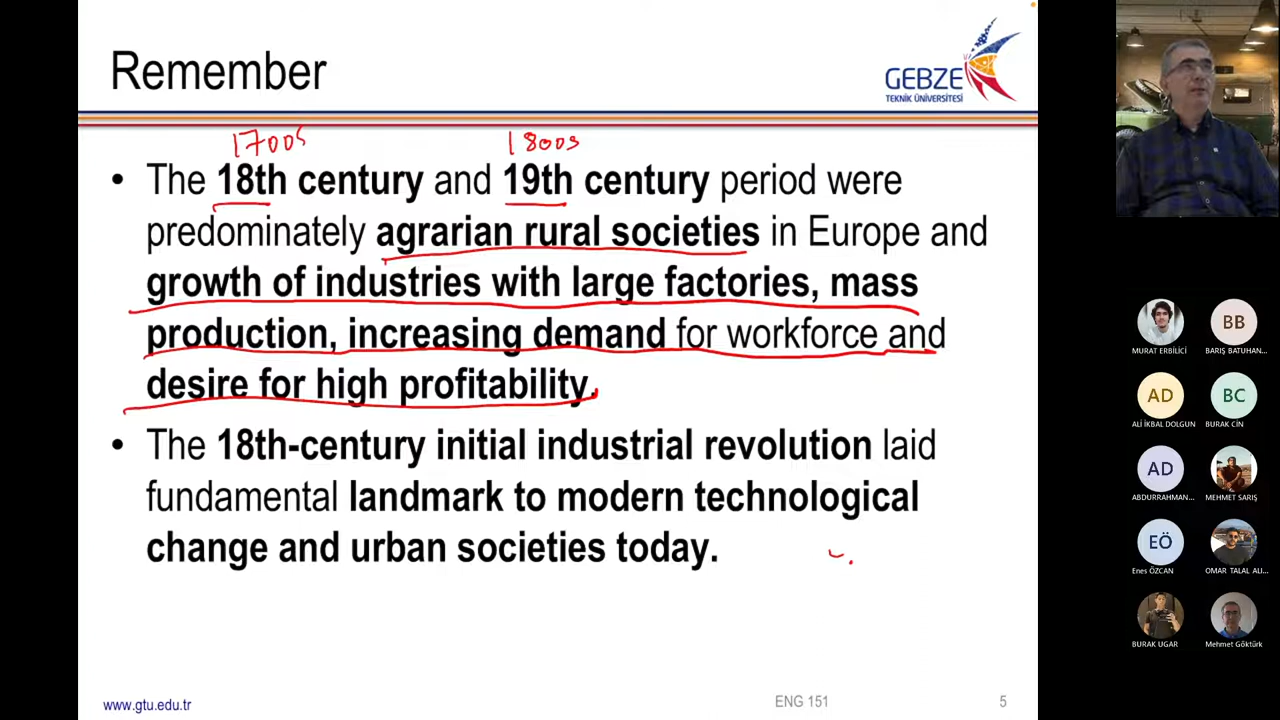 Remember
GEBZE
TEKNİK ÜNİVERSİTESİ
1700s
1800s
• The 18th century and 19th century period were
predominately agrarian rural societies in Europe and
growth of industries with large factories, mass
production, increasing demand for workforce and
desire for high profitability.
• The 18th-century initial industrial revolution laid
fundamental landmark to modern technological
change and urban societies today.
www.gtu.edu.tr
ENG 151
5
BB
MURAT ERBİLİCİ
BARIŞ BATUHAN...
AD
BC
ALİ İKBAL DOLGUN
BURAK CİN
AD
ABDURRAHMAN...
MEHMET SARIŞ
EÖ
Enes ÖZCAN
OMAR TALAL ALI...
BURAK UGAR
Mehmet Göktürk